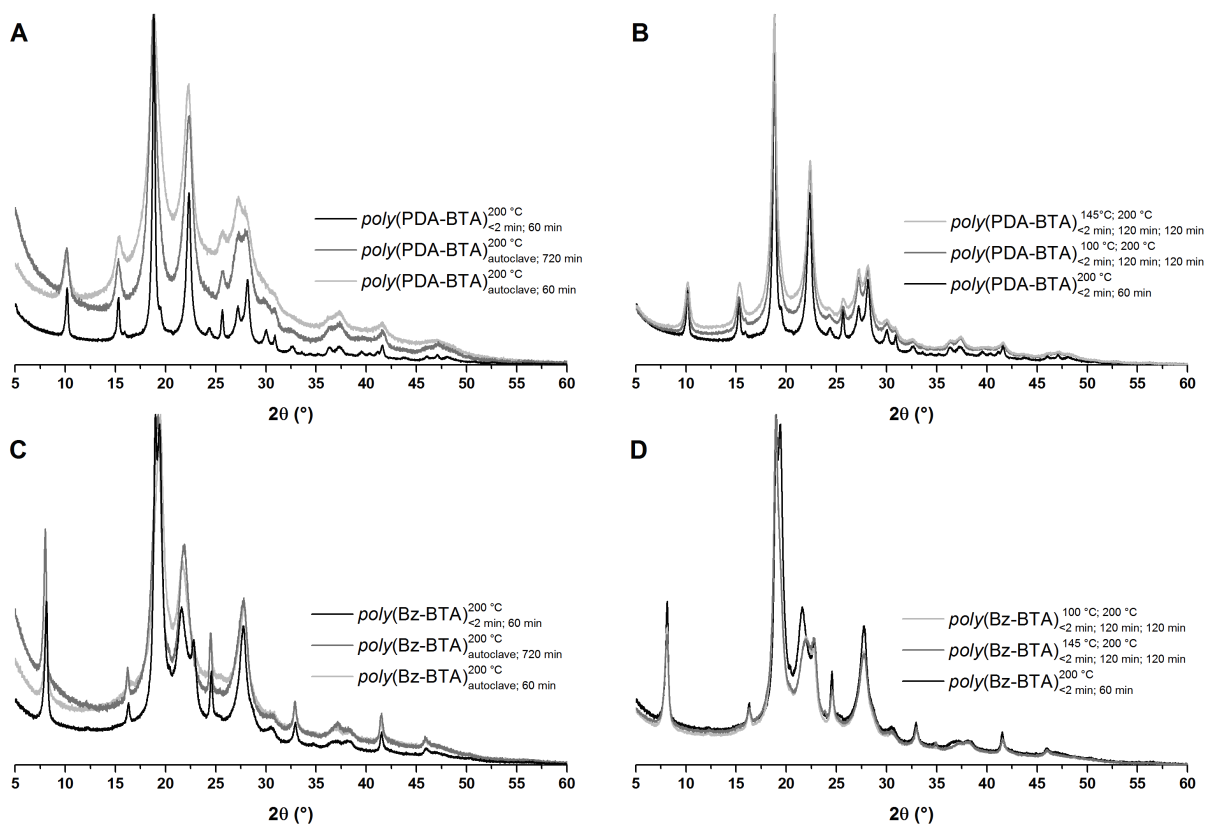 A
poly(PDA-BTA) 200 °C <2 min; 60 min
poly(PDA-BTA) 200 °C autoclave; 720 min
poly(PDA-BTA) 200 °C autoclave; 60 min
5 10 15 20 25 30 35 40 45 50 55 60
2θ (°)
B
poly(PDA-BTA) 145°C; 200 °C <2 min; 120 min; 120 min
poly(PDA-BTA) 100 °C; 200 °C <2 min; 120 min; 120 min
poly(PDA-BTA) 200 °C <2 min; 60 min
5 10 15 20 25 30 35 40 45 50 55 60
2θ (°)
C
poly(Bz-BTA) 200 °C <2 min; 60 min
poly(Bz-BTA) 200 °C autoclave; 720 min
poly(Bz-BTA) 200 °C autoclave; 60 min
5 10 15 20 25 30 35 40 45 50 55 60
2θ (°)
D
poly(Bz-BTA) 100 °C; 200 °C <2 min; 120 min; 120 min
poly(Bz-BTA) 145 °C; 200 °C <2 min; 120 min; 120 min
poly(Bz-BTA) 200 °C <2 min; 60 min
5 10 15 20 25 30 35 40 45 50 55 60
2θ (°)